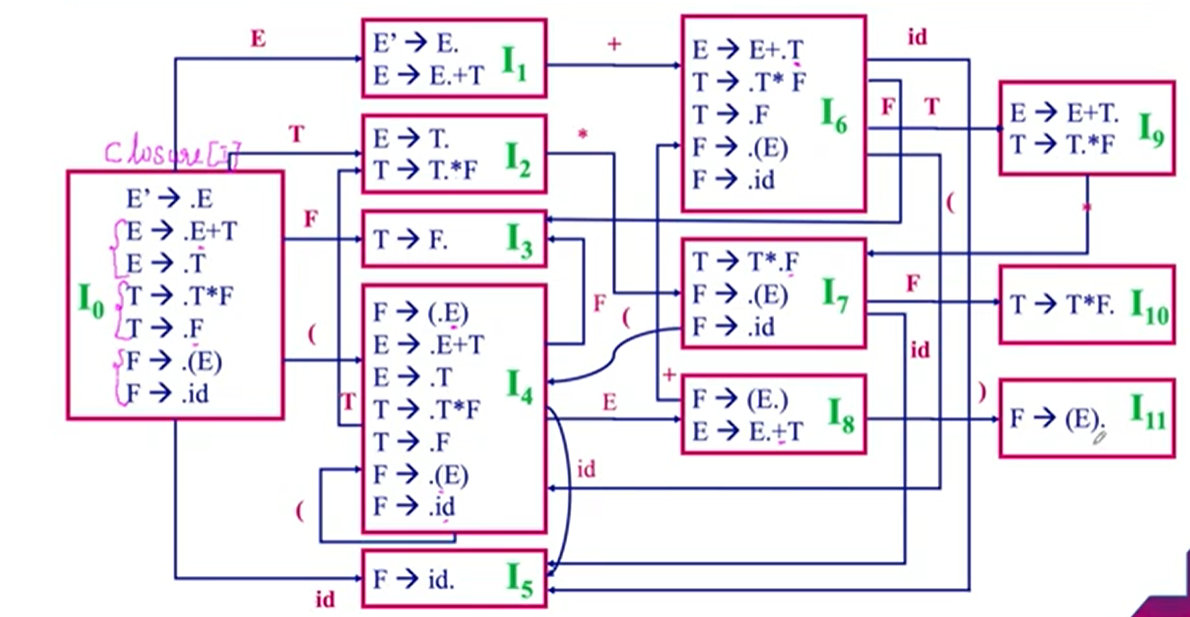 E
E' → E.
E → E.+T
I1
+
E → E+.T
T → .T* F
T → .F
F → .(E)
F → .id
I6
id
F
T
E → E+T.
T → T.*F
I9
Closure[I]
T
E → T.
T → T.*F
I2
*
(
*
E' → .E
E → .E+T
E → .T
T → .T*F
T → .F
F → .(E)
F → .id
I0
F
T → F.
I3
F
(
T → T*.F
F → .(E)
F → .id
I7
F
id
T → T*F.
I10
(
T
F → (.E)
E → .E+T
E → .T
T → .T*F
T → .F
F → .(E)
F → .id
I4
(
E
+
F → (E.)
E → E.+T
I8
)
F → (E).
I11
id
id
F → id.
I5